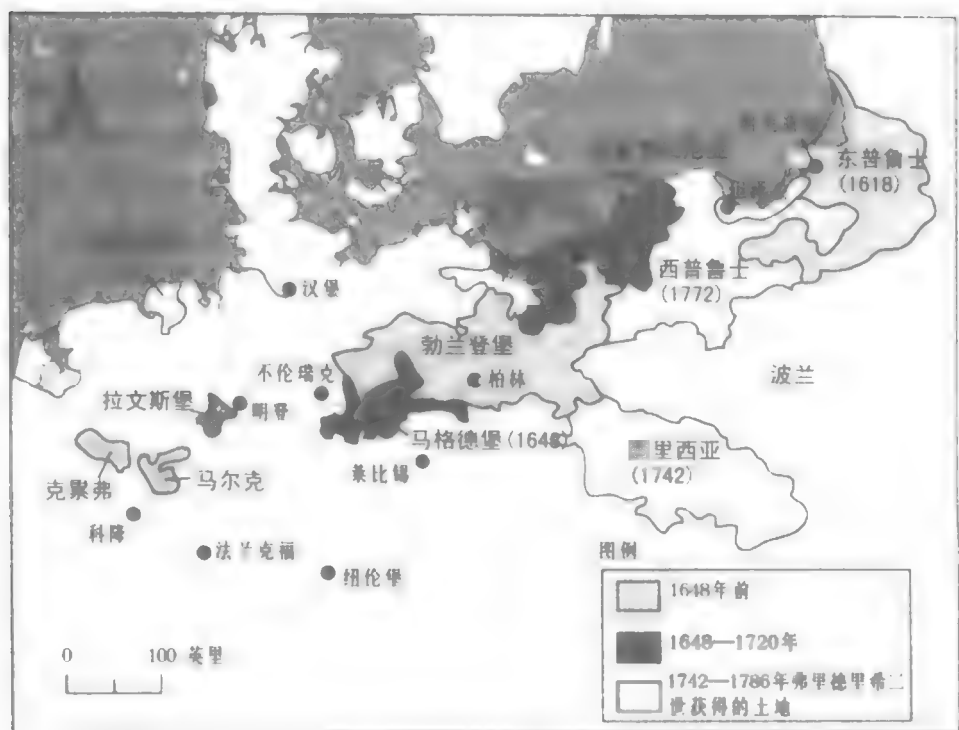 东普鲁士
(1618)
西普鲁士
(1772)
汉堡
勃兰登堡
不伦瑞克
柏林
波兰
拉文斯堡
明登
马格德堡(1648)
莱比锡
里西亚
(1742)
马尔克
科隆
法兰克福
纽伦堡
图例
1648年前
1648—1720年
1742—1786年弗里德里希二
世获得的土地
0 100 英里